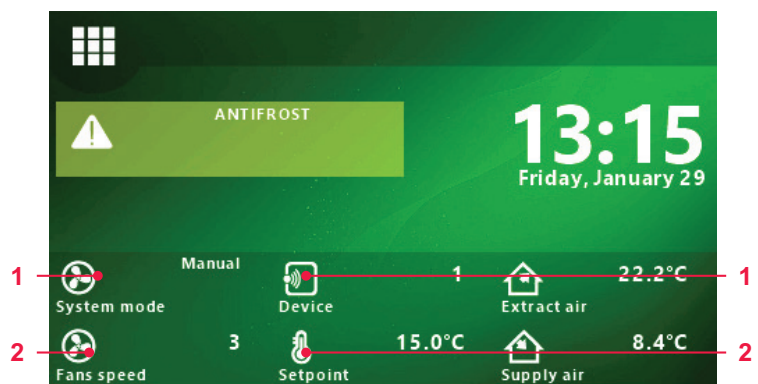 ANTIFROST
13:15
Friday, January 29
1 Manual 1 22.2°C 1
System mode Device Extract air
2 3 15.0°C 8.4°C 2
Fans speed Setpoint Supply air